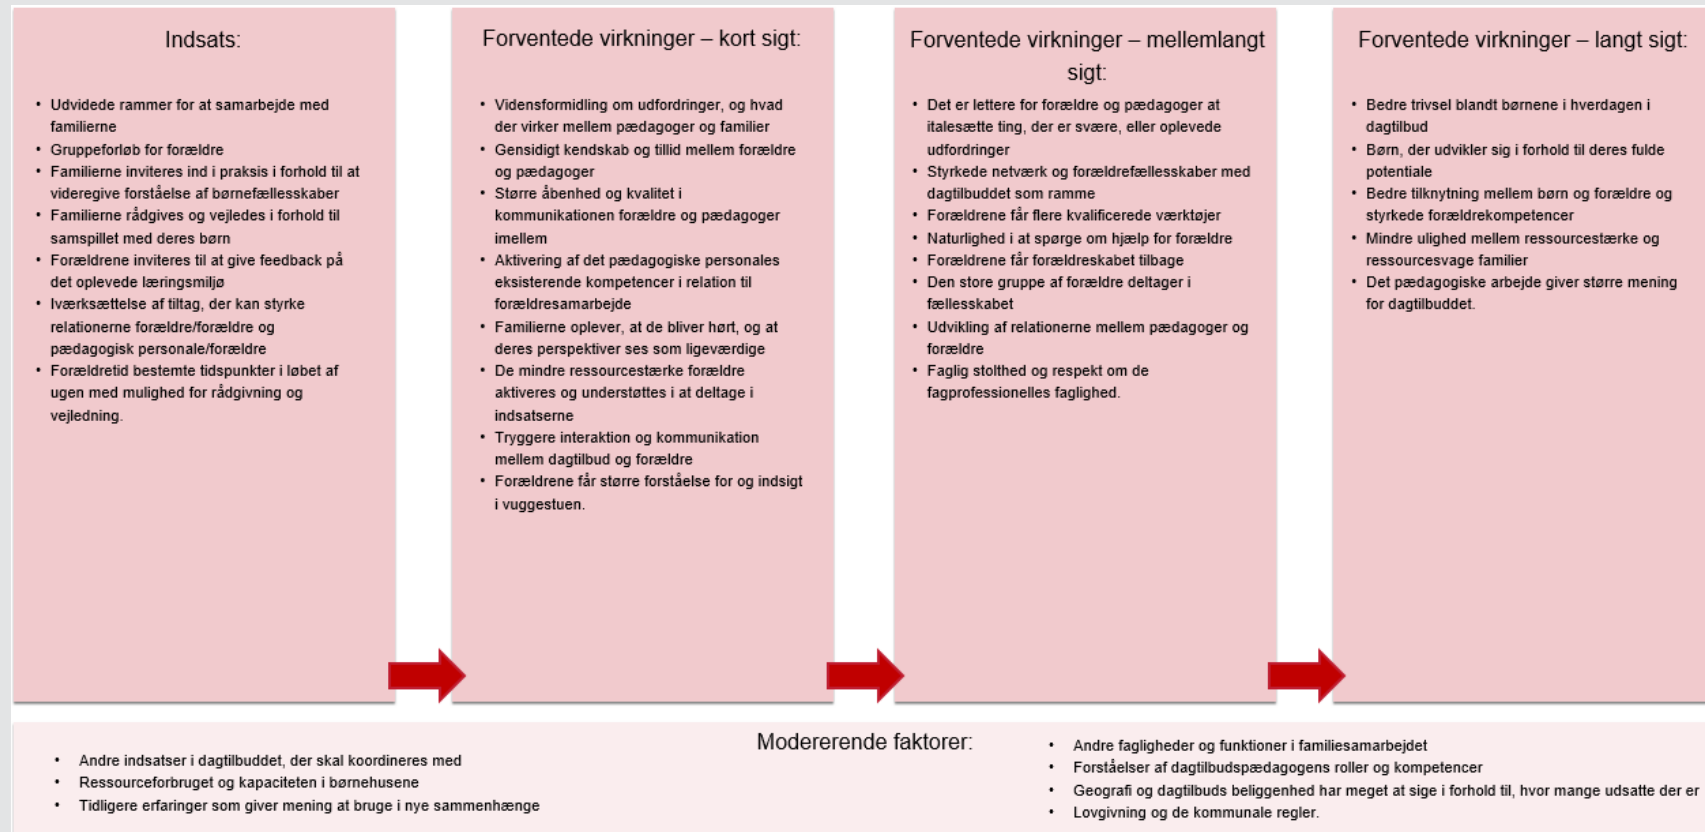 Indsats:
• Udvidede rammer for at samarbejde med
familierne
• Gruppeforløb for forældre
• Familierne inviteres ind i praksis i forhold til at
videregive forståelse af børnefællesskaber
• Familierne rådgives og vejledes i forhold til
samspillet med deres børn
• Forældrene inviteres til at give feedback på
det oplevede læringsmiljø
• Iværksættelse af tiltag, der kan styrke
relationerne forældre/forældre og
pædagogisk personale/forældre
• Forældretid bestemte tidspunkter i løbet af
ugen med mulighed for rådgivning og
vejledning.
Forventede virkninger – kort sigt:
• Vidensformidling om udfordringer, og hvad
der virker mellem pædagoger og familier
• Gensidigt kendskab og tillid mellem forældre
og pædagoger
• Større åbenhed og kvalitet i
kommunikationen forældre og pædagoger
imellem
• Aktivering af det pædagogiske personales
eksisterende kompetencer i relation til
forældresamarbejde
• Familierne oplever, at de bliver hørt, og at
deres perspektiver ses som ligeværdige
• De mindre ressourcestærke forældre
aktiveres og understøttes i at deltage i
indsatserne
• Tryggere interaktion og kommunikation
mellem dagtilbud og forældre
• Forældrene får større forståelse for og indsigt
i vuggestuen.
Forventede virkninger – mellemlangt
sigt:
• Det er lettere for forældre og pædagoger at
italesætte ting, der er svære, eller oplevede
udfordringer
• Styrkede netværk og forældrefællesskaber med
dagtilbuddet som ramme
• Forældrene får flere kvalificerede værktøjer
• Naturlighed i at spørge om hjælp for forældre
• Forældrene får forældreskabet tilbage
• Den store gruppe af forældre deltager i
fællesskabet
• Udvikling af relationerne mellem pædagoger og
forældre
• Faglig stolthed og respekt om de
fagprofessionelles faglighed.
Forventede virkninger – langt sigt:
• Bedre trivsel blandt børnene i hverdagen i
dagtilbud
• Børn, der udvikler sig i forhold til deres fulde
potentiale
• Bedre tilknytning mellem børn og forældre og
styrkede forældrekompetencer
• Mindre ulighed mellem ressourcestærke og
ressourcesvage familier
• Det pædagogiske arbejde giver større mening
for dagtilbuddet.
Modererende faktorer:
• Andre indsatser i dagtilbuddet, der skal koordineres med
• Ressourceforbruget og kapaciteten i børnehusene
• Tidligere erfaringer som giver mening at bruge i nye sammenhænge
• Andre fagligheder og funktioner i familiesamarbejdet
• Forståelser af dagtilbudspædagogens roller og kompetencer
• Geografi og dagtilbuds beliggenhed har meget at sige i forhold til, hvor mange udsatte der er
• Lovgivning og de kommunale regler.